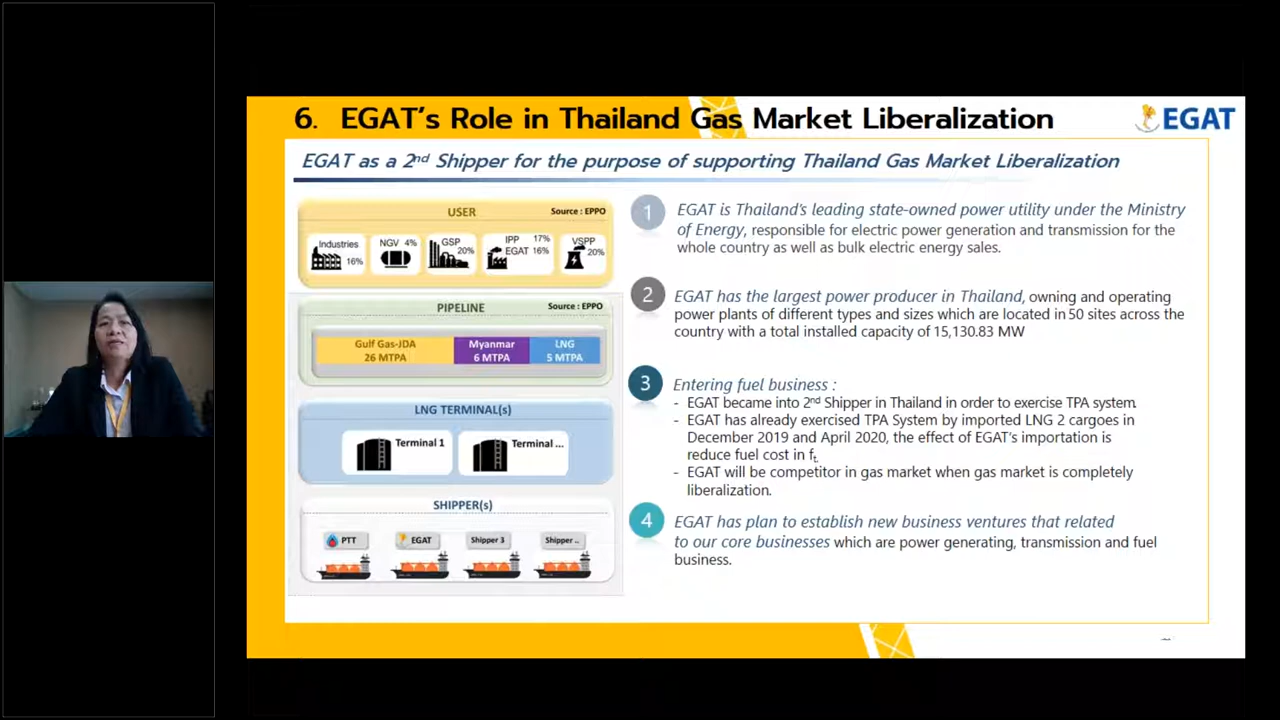 6. EGAT's Role in Thailand Gas Market Liberalization
EGAT
EGAT as a 2nd Shipper for the purpose of supporting Thailand Gas Market Liberalization
USER
Source : EPPO
Industries
16%
NGV 4%
GSP
20%
IPP 17%
EGAT 16%
VSPP
20%
PIPELINE
Source : EPPO
Gulf Gas-JDA
26 MTPA
Myanmar
6 MTPA
LNG
5 MTPA
LNG TERMINAL(s)
Terminal 1
Terminal ...
SHIPPER(s)
PTT
EGAT
Shipper 3
Shipper ..
1
EGAT is Thailand's leading state-owned power utility under the Ministry
of Energy, responsible for electric power generation and transmission for the
whole country as well as bulk electric energy sales.
2
EGAT has the largest power producer in Thailand, owning and operating
power plants of different types and sizes which are located in 50 sites across the
country with a total installed capacity of 15,130.83 MW
3
Entering fuel business :
- EGAT became into 2nd Shipper in Thailand in order to exercise TPA system.
- EGAT has already exercised TPA System by imported LNG 2 cargoes in
December 2019 and April 2020, the effect of EGAT's importation is
reduce fuel cost in ft.
- EGAT will be competitor in gas market when gas market is completely
liberalization.
4
EGAT has plan to establish new business ventures that related
to our core businesses which are power generating, transmission and fuel
business.